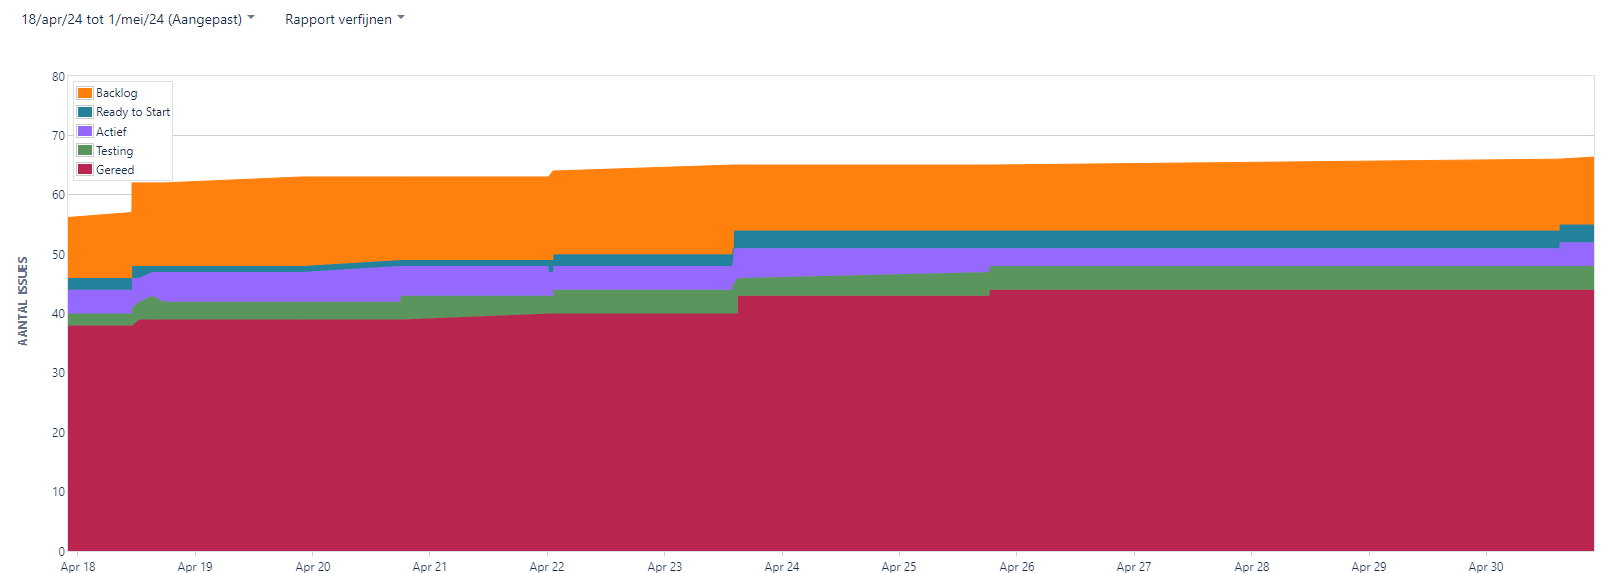 18/apr/24 tot 1/mei/24 (Aangepast) Rapport verfijnen
80
70
60
50
40
30
20
10
0
AANTAL ISSUES
Backlog
Ready to Start
Actief
Testing
Gereed
Apr 18 Apr 19 Apr 20 Apr 21 Apr 22 Apr 23 Apr 24 Apr 25 Apr 26 Apr 27 Apr 28 Apr 29 Apr 30